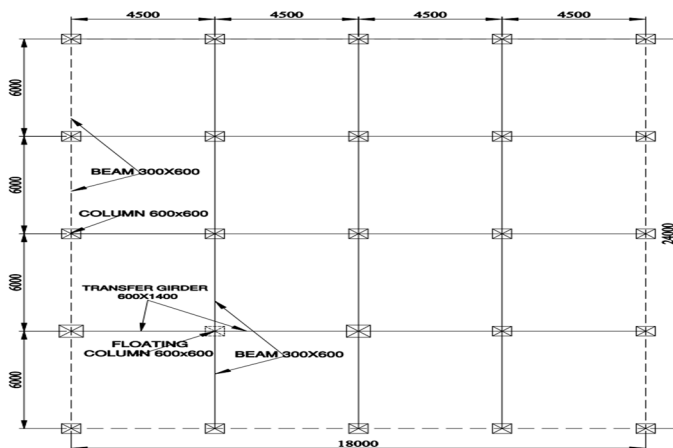 4500 4500 4500 4500
6000
6000
BEAM 300X600
COLUMN 600x600
24000
6000
TRANSFER GIRDER
600X1400
FLOATING
COLUMN 600x600
BEAM 300X600
6000
18000